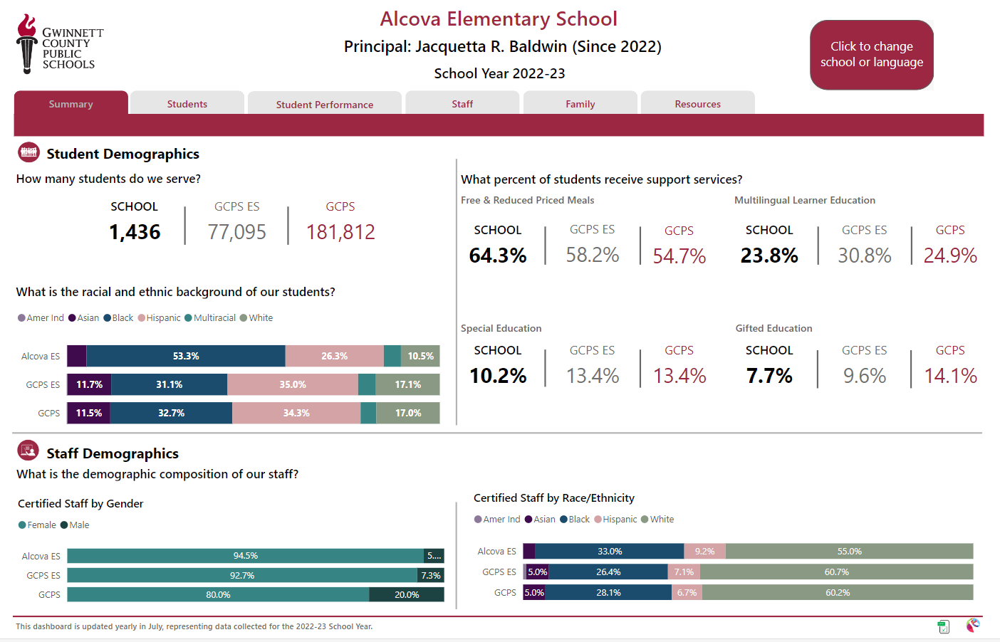 GWINNETT
COUNTY
PUBLIC
SCHOOLS
Alcova Elementary School
Principal: Jacquetta R. Baldwin (Since 2022)
School Year 2022-23
Click to change
school or language
Summary Students Student Performance Staff Family Resources
Student Demographics
How many students do we serve?
SCHOOL GCPS ES GCPS
1,436 77,095 181,812
What is the racial and ethnic background of our students?
Amer Ind Asian Black Hispanic Multiracial White
Alcova ES 53.3% 26.3% 10.5%
GCPS ES 11.7% 31.1% 35.0% 17.1%
GCPS 11.5% 32.7% 34.3% 17.0%
What percent of students receive support services?
Free & Reduced Priced Meals
SCHOOL GCPS ES GCPS
64.3% 58.2% 54.7%
Multilingual Learner Education
SCHOOL GCPS ES GCPS
23.8% 30.8% 24.9%
Special Education
SCHOOL GCPS ES GCPS
10.2% 13.4% 13.4%
Gifted Education
SCHOOL GCPS ES GCPS
7.7% 9.6% 14.1%
Staff Demographics
What is the demographic composition of our staff?
Certified Staff by Gender
Female Male
Alcova ES 94.5% 5....
GCPS ES 92.7% 7.3%
GCPS 80.0% 20.0%
Certified Staff by Race/Ethnicity
Amer Ind Asian Black Hispanic White
Alcova ES 33.0% 9.2% 55.0%
GCPS ES 5.0% 26.4% 7.1% 60.7%
GCPS 5.0% 28.1% 6.7% 60.2%
This dashboard is updated yearly in July, representing data collected for the 2022-23 School Year.